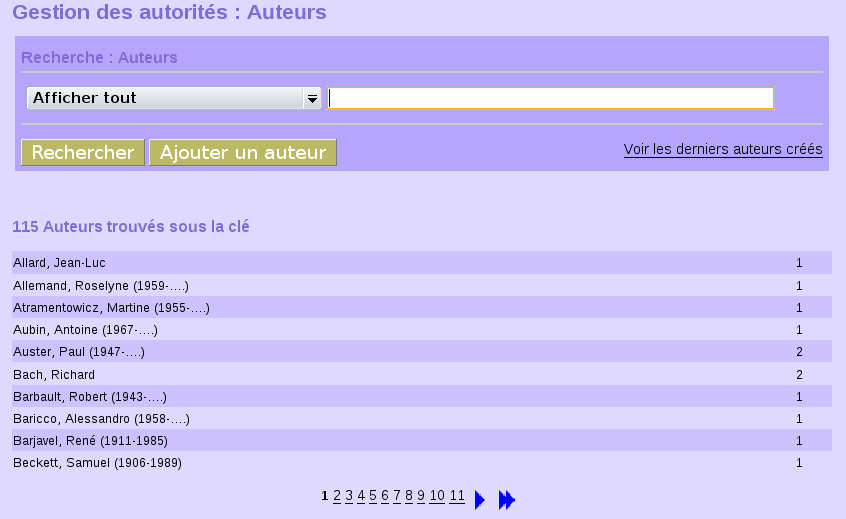 Gestion des autorités : Auteurs
Recherche : Auteurs
Afficher tout
Rechercher Ajouter un auteur Voir les derniers auteurs créés
115 Auteurs trouvés sous la clé
Allard, Jean-Luc 1
Allemand, Roselyne (1959-....) 1
Atramentowicz, Martine (1955-....) 1
Aubin, Antoine (1967-....) 1
Auster, Paul (1947-....) 2
Bach, Richard 2
Barbault, Robert (1943-....) 1
Baricco, Alessandro (1958-....) 1
Barjavel, René (1911-1985) 1
Beckett, Samuel (1906-1989) 1
1 2 3 4 5 6 7 8 9 10 11